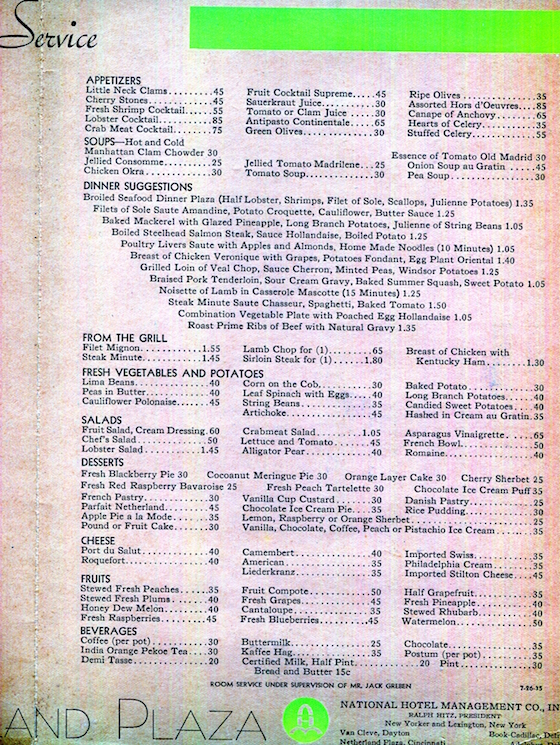 Service
APPETIZERS
Little Neck Clams........45 Fruit Cocktail Supreme....45 Ripe Olives..............35
Cherry Stones............45 Sauerkraut Juice.........30 Assorted Hors d'Oeuvres...85
Fresh Shrimp Cocktail.....55 Tomato or Clam Juice.....30 Canape of Anchovy........65
Lobster Cocktail..........85 Antipasto Continentale...65 Hearts of Celery.........35
Crab Meat Cocktail........75 Green Olives.............30 Stuffed Celery...........55
SOUPS—Hot and Cold
Manhattan Clam Chowder 30 Essence of Tomato Old Madrid 30
Jellied Consomme.........25 Jellied Tomato Madrilene...25 Onion Soup au Gratin.....45
Chicken Okra.............30 Tomato Soup..............30 Pea Soup.................30
DINNER SUGGESTIONS
Broiled Seafood Dinner Plaza (Half Lobster, Shrimps, Filet of Sole, Scallops, Julienne Potatoes) 1.35
Filets of Sole Saute Amandine, Potato Croquette, Cauliflower, Butter Sauce 1.25
Baked Mackerel with Glazed Pineapple, Long Branch Potatoes, Julienne of String Beans 1.05
Boiled Steelhead Salmon Steak, Sauce Hollandaise, Boiled Potato 1.25
Poultry Livers Saute with Apples and Almonds, Home Made Noodles (10 Minutes) 1.05
Breast of Chicken Veronique with Grapes, Potatoes Fondant, Egg Plant Oriental 1.40
Grilled Loin of Veal Chop, Sauce Cherron, Minted Peas, Windsor Potatoes 1.25
Braised Pork Tenderloin, Sour Cream Gravy, Baked Summer Squash, Sweet Potato 1.05
Noisette of Lamb in Casserole Mascotte (15 Minutes) 1.25
Steak Minute Saute Chasseur, Spaghetti, Baked Tomato 1.50
Combination Vegetable Plate with Poached Egg Hollandaise 1.05
Roast Prime Ribs of Beef with Natural Gravy 1.35
FROM THE GRILL
Filet Mignon............1.55 Lamb Chop for (1)........65 Breast of Chicken with
Steak Minute............1.45 Sirloin Steak for (1)....1.80 Kentucky Ham..........1.30
FRESH VEGETABLES AND POTATOES
Lima Beans...............40 Corn on the Cob..........30 Baked Potato.............30
Peas in Butter...........40 Leaf Spinach with Eggs...40 Long Branch Potatoes.....40
Cauliflower Polonaise....45 String Beans.............35 Candied Sweet Potatoes...40
Artichoke................45 Hashed in Cream au Gratin.35
SALADS
Fruit Salad, Cream Dressing.60 Crabmeat Salad.........1.05 Asparagus Vinaigrette....65
Chef's Salad.............50 Lettuce and Tomato.......45 French Bowl..............50
Lobster Salad...........1.45 Alligator Pear...........40 Romaine..................40
DESSERTS
Fresh Blackberry Pie 30 Cocoanut Meringue Pie 30 Orange Layer Cake 30 Cherry Sherbet 25
Fresh Red Raspberry Bavaroise 25 Fresh Peach Tartelette 30 Chocolate Ice Cream Puff 35
French Pastry............30 Vanilla Cup Custard......30 Danish Pastry............25
Parfait Netherland.......45 Chocolate Ice Cream Pie...35 Rice Pudding.............30
Apple Pie a la Mode......35 Lemon, Raspberry or Orange Sherbet....................25
Pound or Fruit Cake......30 Vanilla, Chocolate, Coffee, Peach or Pistachio Ice Cream......35
CHEESE
Port du Salut............40 Camembert................40 Imported Swiss...........35
Roquefort................40 American.................35 Philadelphia Cream.......35
Liederkranz..............35 Imported Stilton Cheese...45
FRUITS
Stewed Fresh Peaches.....35 Fruit Compote............50 Half Grapefruit..........35
Stewed Fresh Plums.......40 Fresh Grapes.............45 Fresh Pineapple..........40
Honey Dew Melon..........40 Cantaloupe...............35 Stewed Rhubarb...........40
Fresh Raspberries........45 Fresh Blueberries........45 Watermelon...............50
BEVERAGES
Coffee (per pot).........30 Buttermilk...............25 Chocolate................35
India Orange Pekoe Tea...30 Kaffee Hag...............35 Postum (per pot).........35
Demi Tasse...............20 Certified Milk, Half Pint..........20 Pint..........30
Bread and Butter 15c
ROOM SERVICE UNDER SUPERVISION OF MR. JACK GREBEN 7-26-35
AND PLAZA
NATIONAL HOTEL MANAGEMENT CO., IN
RALPH HITZ, PRESIDENT
New Yorker and Lexington, New York
Van Cleve, Dayton Book-Cadillac, Det
Netherland Plaza, Cincinnati